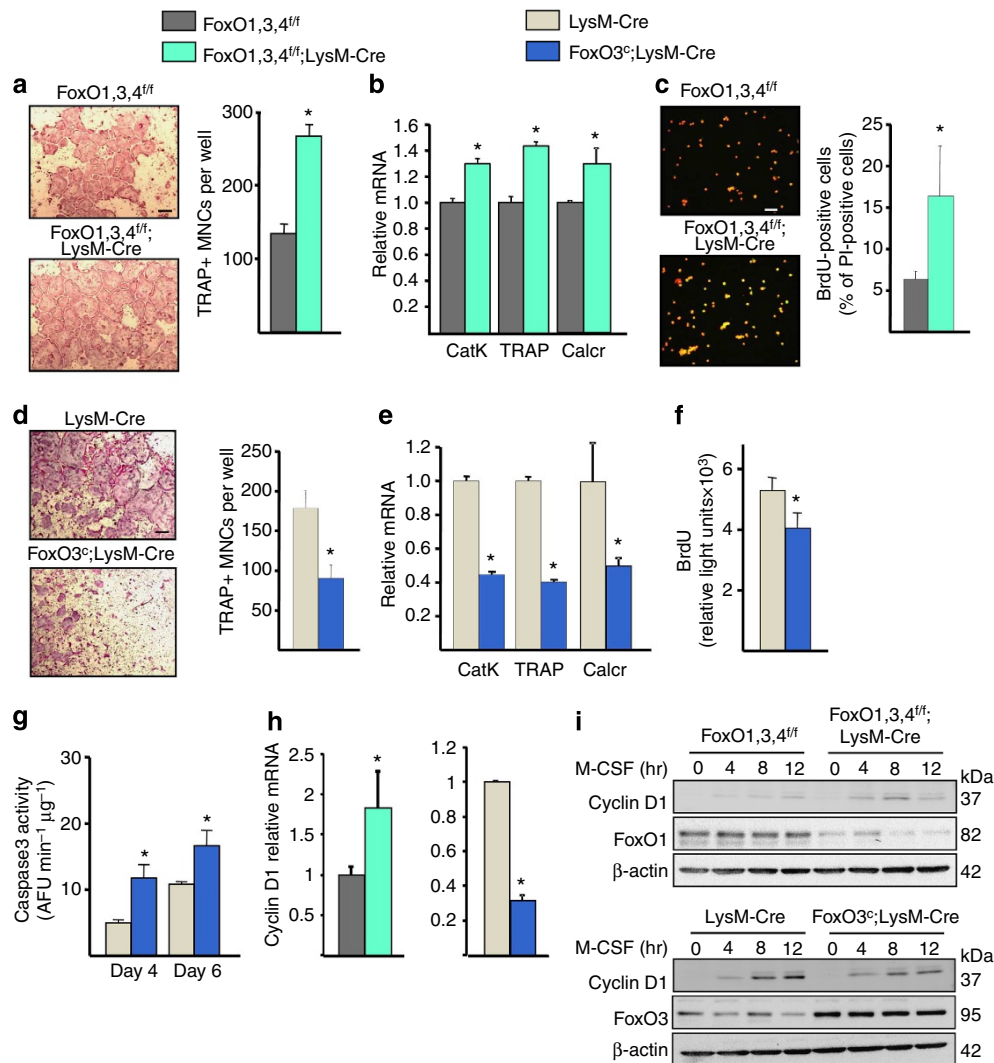 FoxO1,3,4f/f
FoxO1,3,4f/f;LysM-Cre
LysM-Cre
FoxO3c;LysM-Cre
a
FoxO1,3,4f/f
FoxO1,3,4f/f;
LysM-Cre
TRAP+ MNCs per well
300
200
100
*
b
Relative mRNA
1.6
1.4
1.2
1.0
0.8
0.6
0.4
0.2
*
*
*
CatK TRAP Calcr
c
FoxO1,3,4f/f
FoxO1,3,4f/f;
LysM-Cre
BrdU-positive cells
(% of PI-positive cells)
25
20
15
10
5
*
d
LysM-Cre
FoxO3c;LysM-Cre
TRAP+ MNCs per well
250
200
150
100
50
*
e
Relative mRNA
1.2
1.0
0.8
0.6
0.4
0.2
*
*
*
CatK TRAP Calcr
f
BrdU
(relative light units×10³)
6
4
2
*
g
Caspase3 activity
(AFU min⁻¹ μg⁻¹)
30
20
10
*
*
Day 4 Day 6
h
Cyclin D1 relative mRNA
2.5
2
1.5
1
0.5
*
1.2
1
0.8
0.6
0.4
0.2
*
i
FoxO1,3,4f/f
FoxO1,3,4f/f;
LysM-Cre
M-CSF (hr) 0 4 8 12 0 4 8 12 kDa
Cyclin D1 37
FoxO1 82
β-actin 42
LysM-Cre FoxO3c;LysM-Cre
M-CSF (hr) 0 4 8 12 0 4 8 12 kDa
Cyclin D1 37
FoxO3 95
β-actin 42